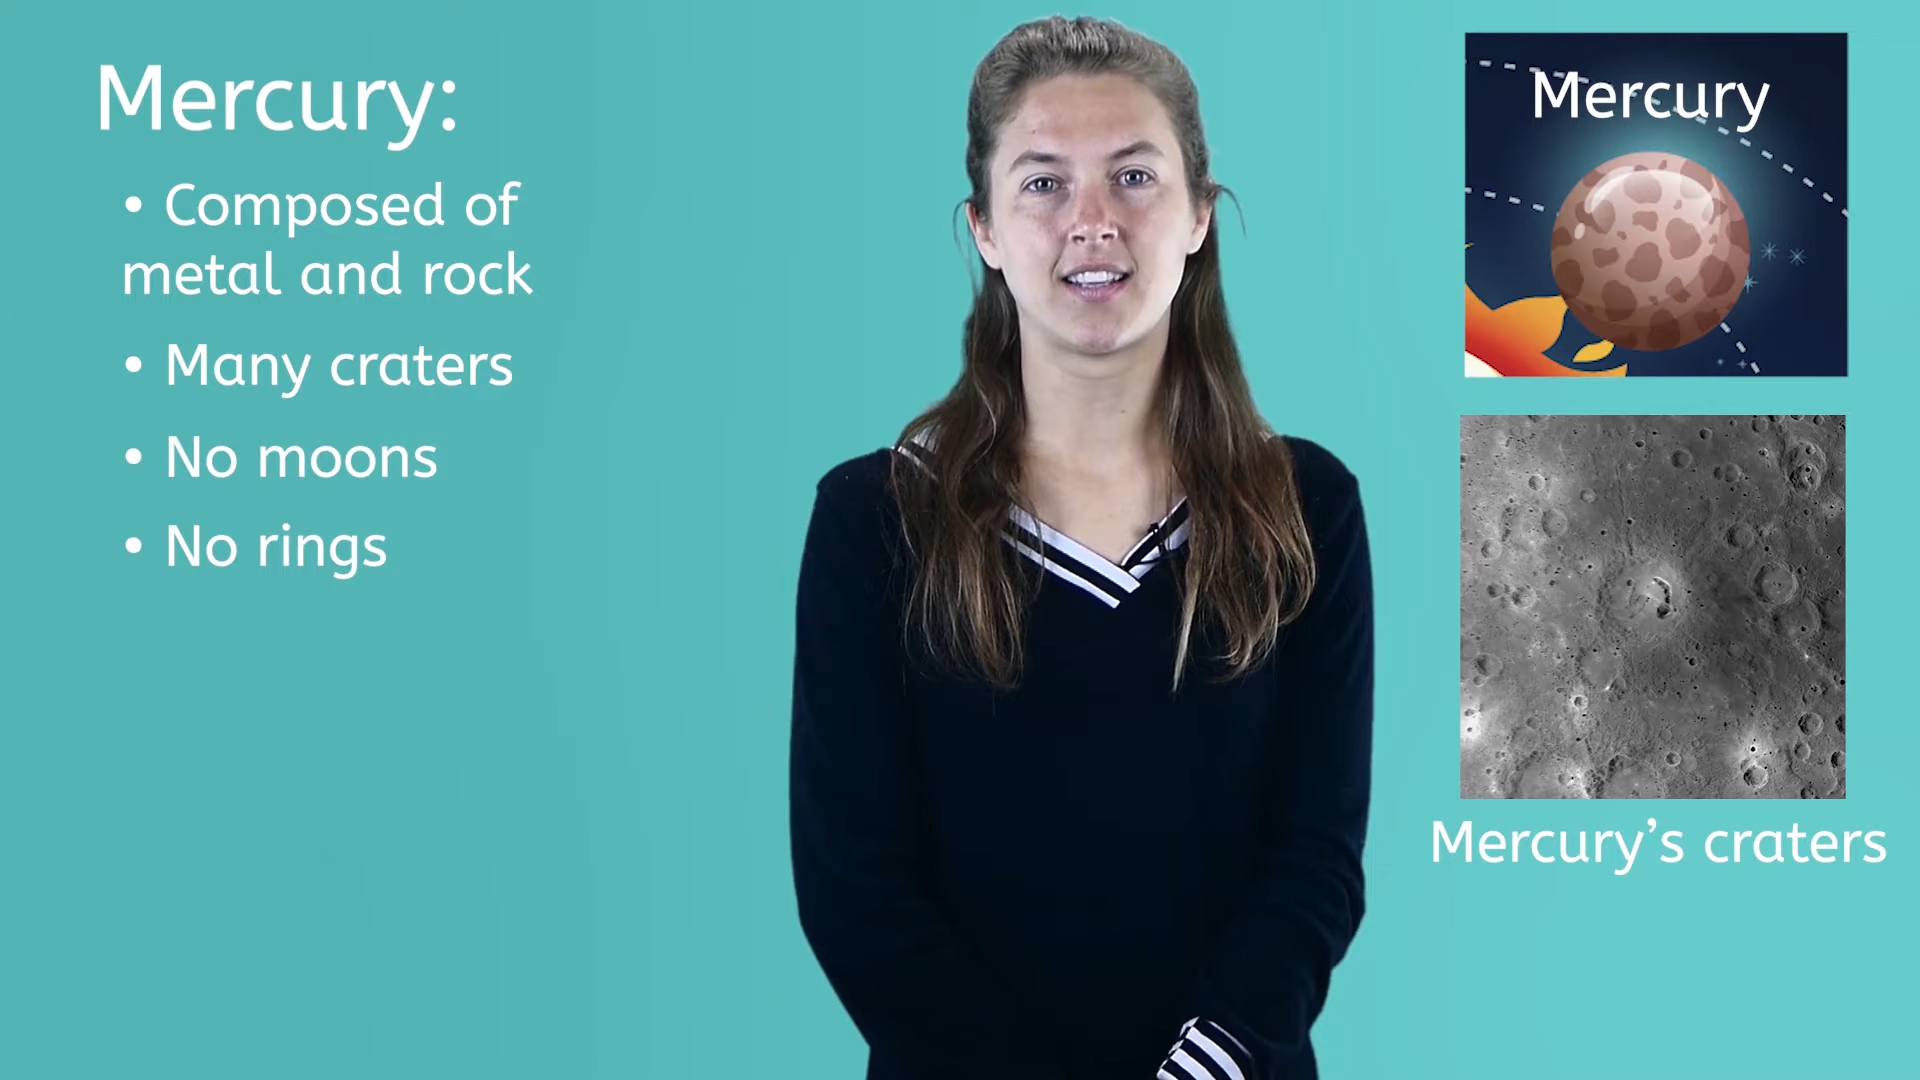 Mercury:
• Composed of
metal and rock
• Many craters
• No moons
• No rings
Mercury
Mercury’s craters